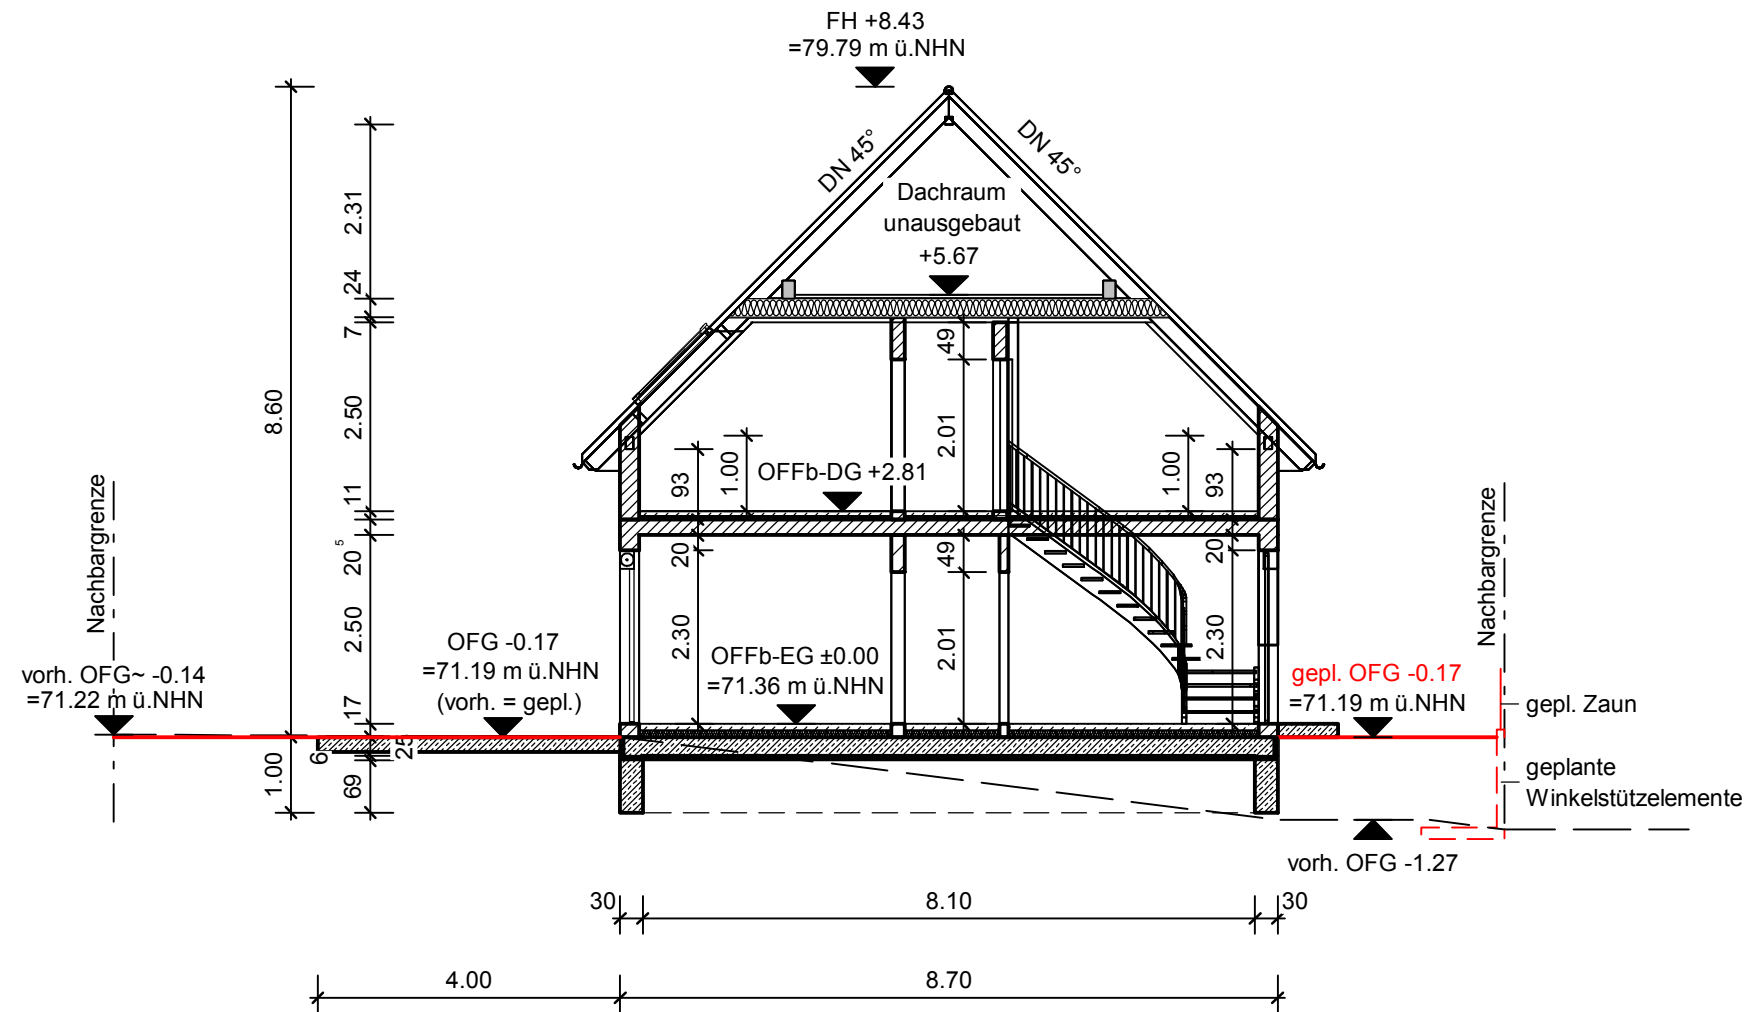 FH +8.43
=79.79 m ü.NHN
DN 45°
DN 45°
Dachraum
unausgebaut
+5.67
8.60
1.00
2.31
24
7
2.50
11
20⁵
2.50
17
69
6
25
49
2.01
93
1.00
OFFb-DG +2.81
1.00
93
20
2.30
49
2.01
20
2.30
OFFb-EG ±0.00
=71.36 m ü.NHN
Nachbargrenze
vorh. OFG~ -0.14
=71.22 m ü.NHN
OFG -0.17
=71.19 m ü.NHN
(vorh. = gepl.)
Nachbargrenze
gepl. OFG -0.17
=71.19 m ü.NHN
gepl. Zaun
geplante
Winkelstützelemente
vorh. OFG -1.27
30
8.10
30
4.00
8.70